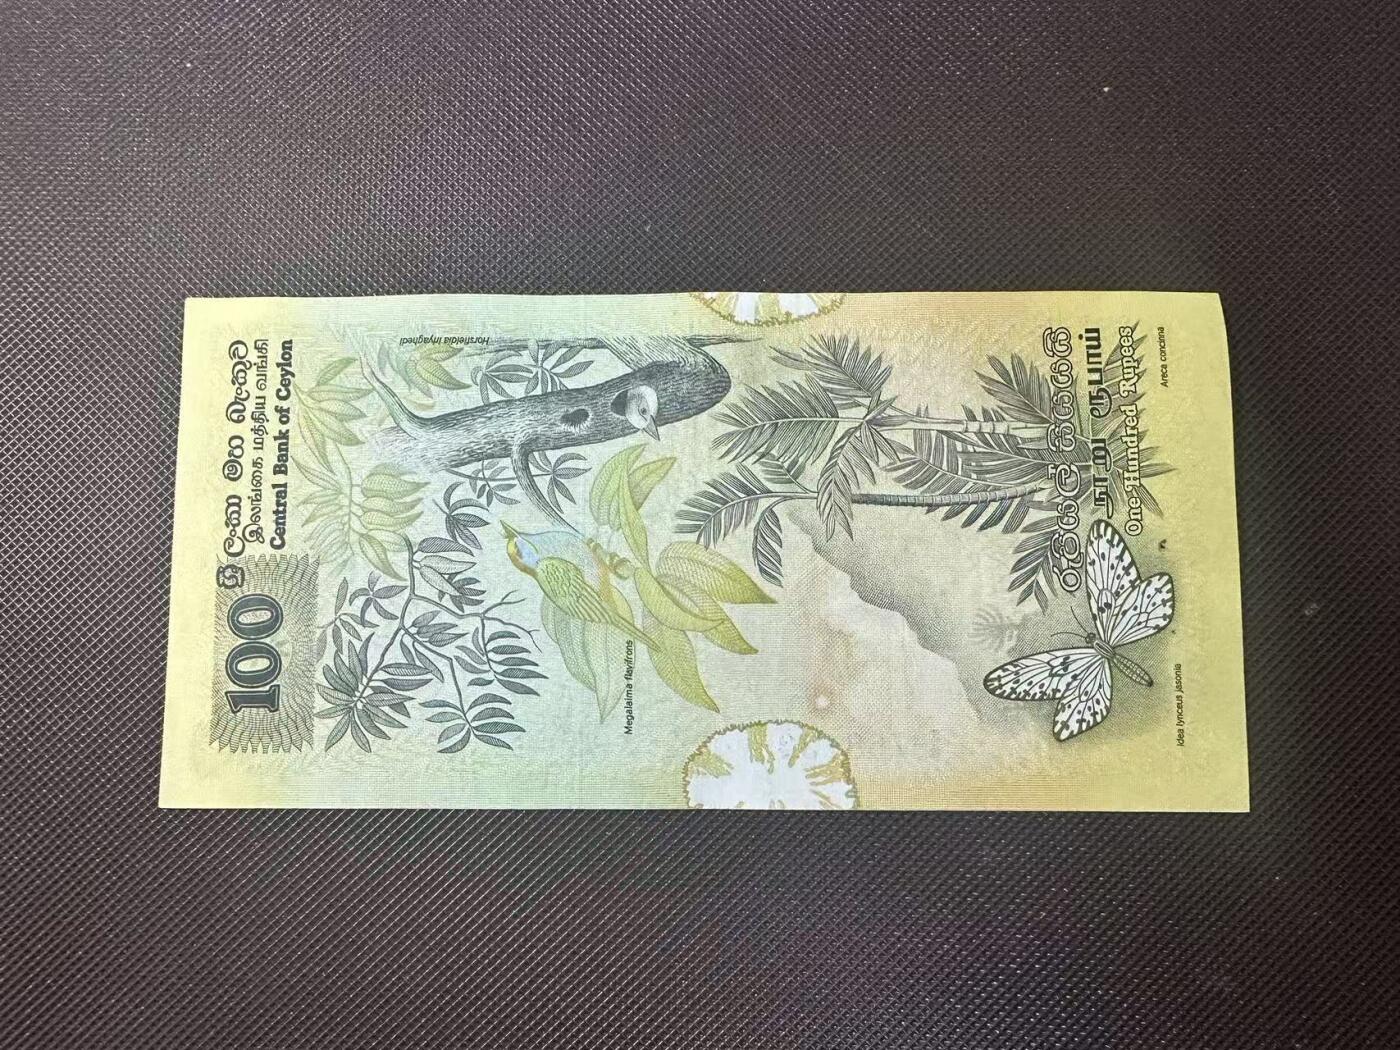 100
ශ්‍රී ලංකා මහ බැංකුව
இலங்கை மத்திய வங்கி
Central Bank of Ceylon
Horsfieldia iriyaghedi
Megalaima flavifrons
රුපියල් සියයයි
நூறு ரூபாய்
One Hundred Rupees
Areca concinna
Idea lynceus jasonia